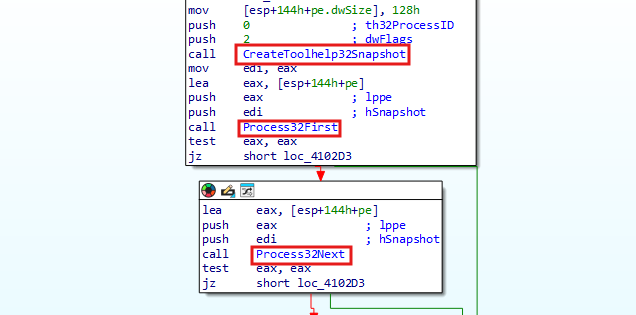 mov     [esp+144h+pe.dwSize], 128h
push    0               ; th32ProcessID
push    2               ; dwFlags
call    CreateToolhelp32Snapshot
mov     edi, eax
lea     eax, [esp+144h+pe]
push    eax             ; lppe
push    edi             ; hSnapshot
call    Process32First
test    eax, eax
jz      short loc_4102D3
lea     eax, [esp+144h+pe]
push    eax             ; lppe
push    edi             ; hSnapshot
call    Process32Next
test    eax, eax
jz      short loc_4102D3